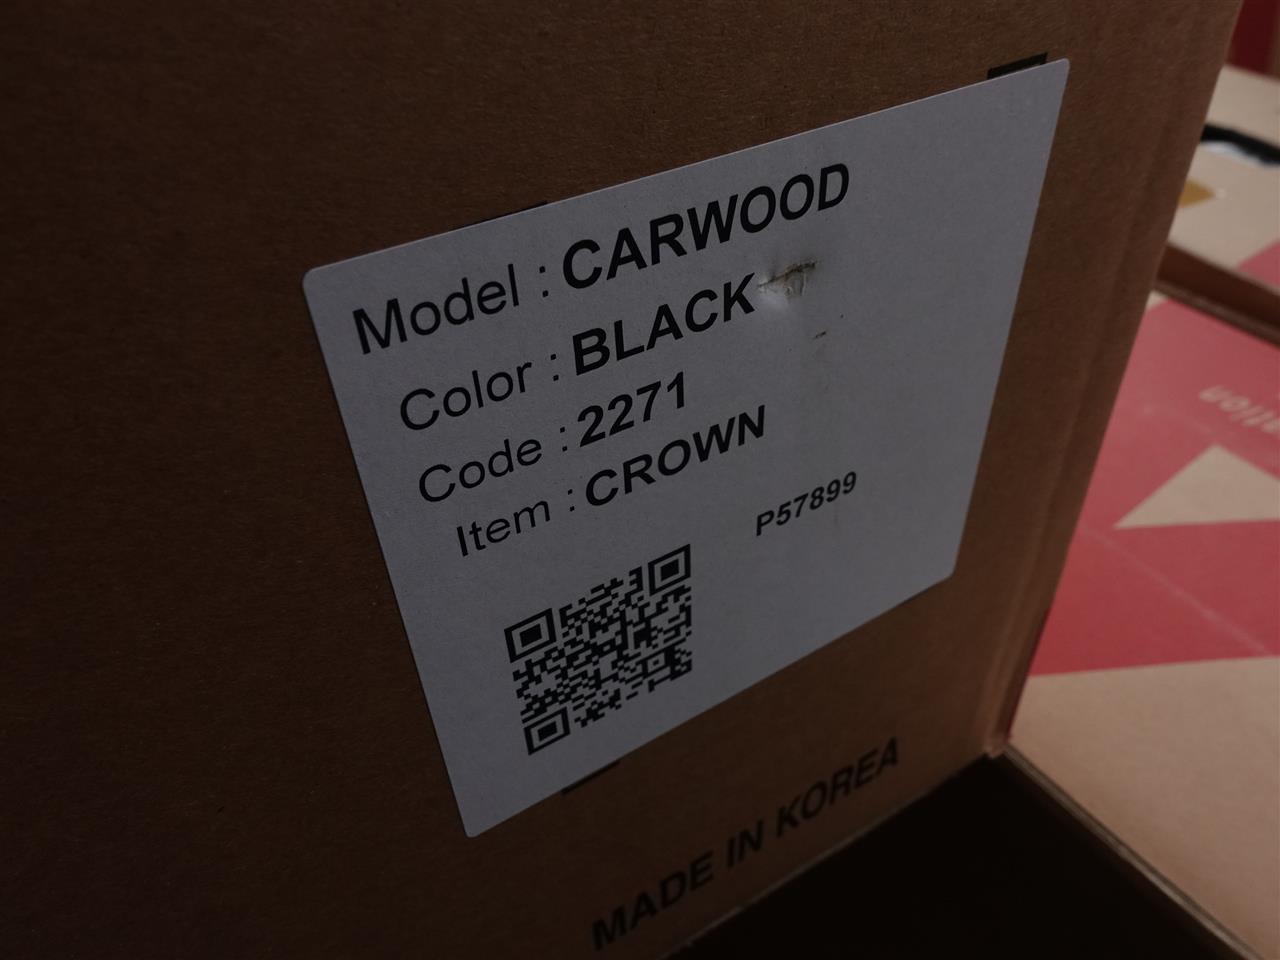 Model : CARWOOD
Color : BLACK
Code : 2271
Item : CROWN
P57899
MADE IN KOREA